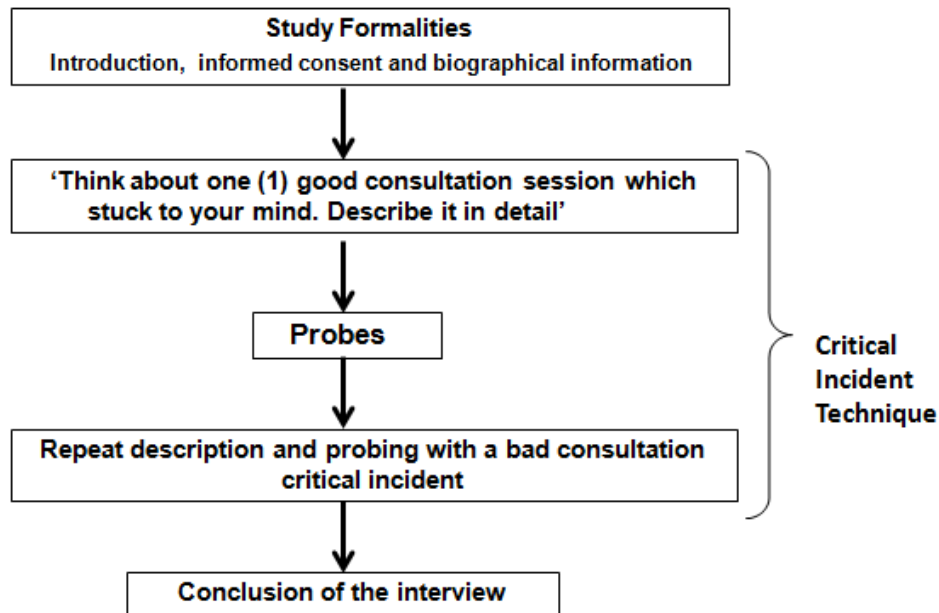 Study Formalities
Introduction, informed consent and biographical information
‘Think about one (1) good consultation session which
stuck to your mind. Describe it in detail’
Probes
Repeat description and probing with a bad consultation
critical incident
Conclusion of the interview
Critical
Incident
Technique